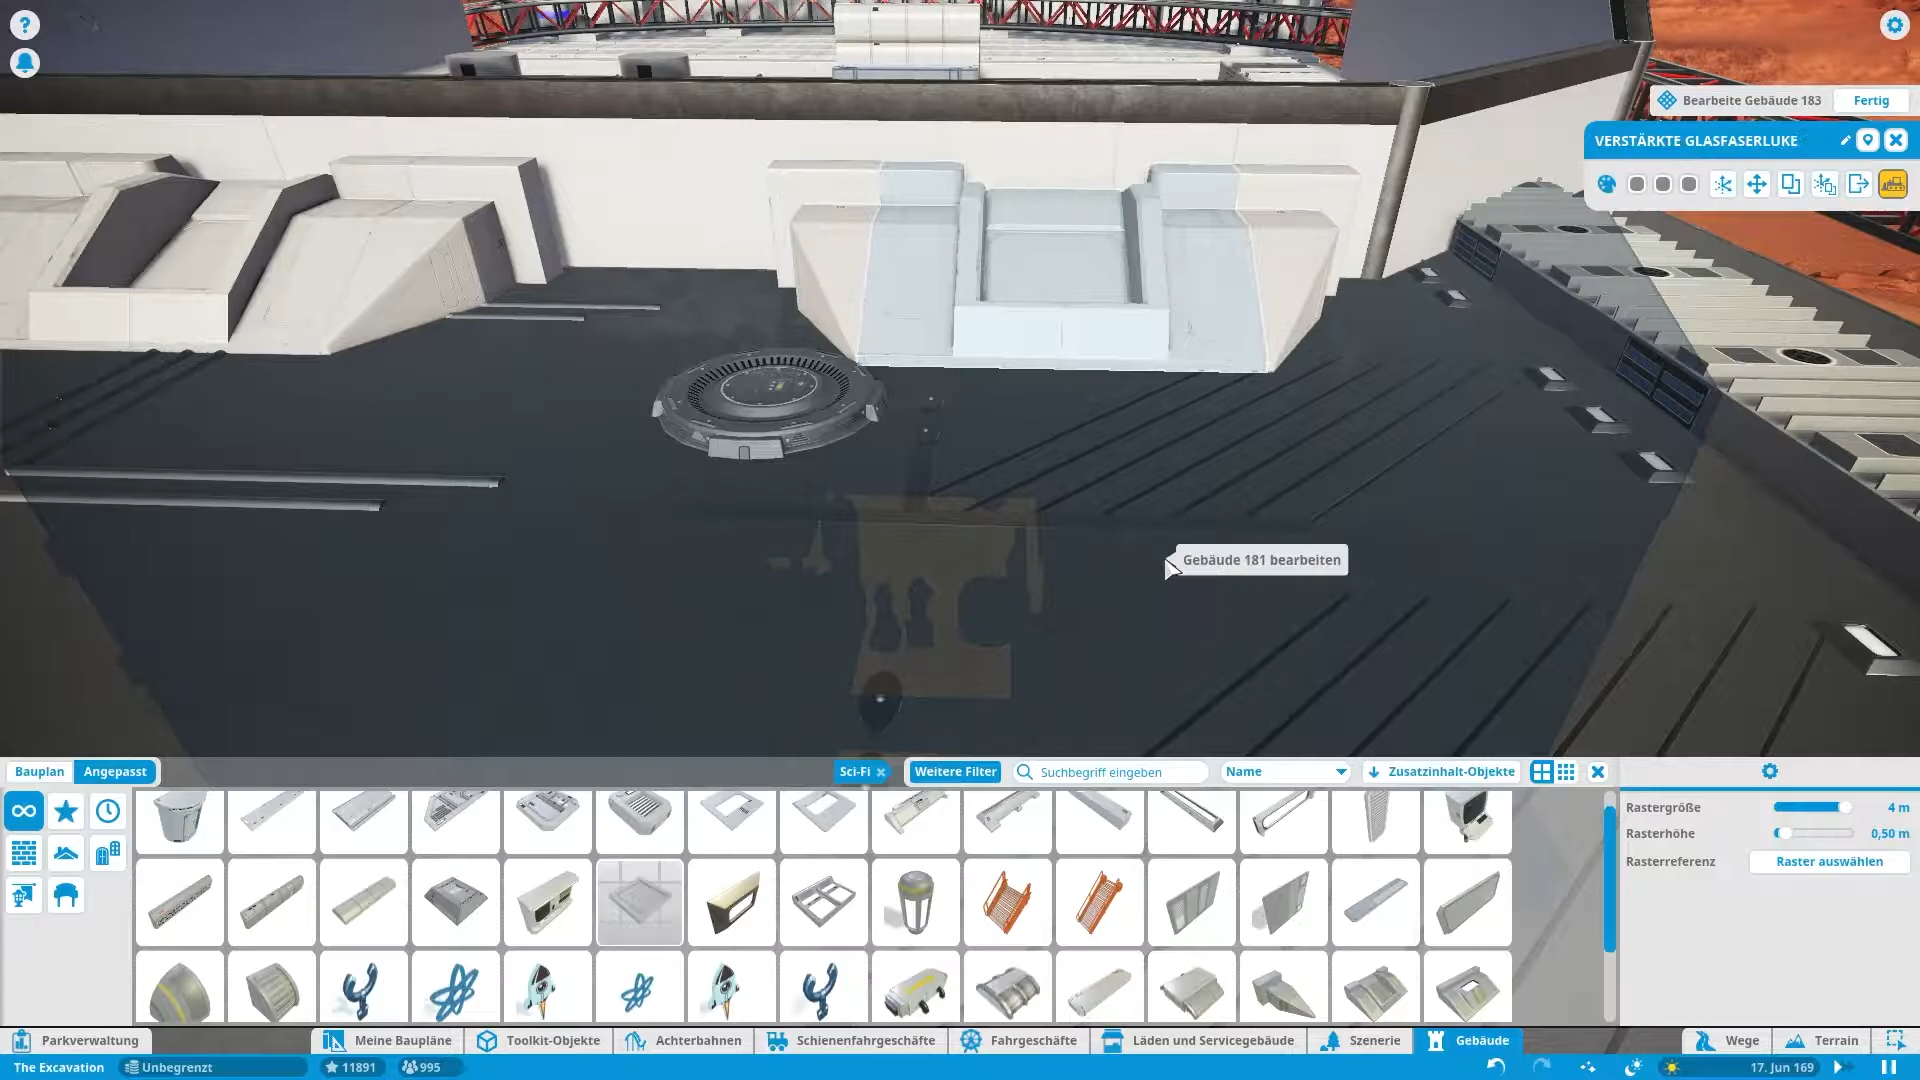 ?
Bearbeite Gebäude 183
Fertig
VERSTÄRKTE GLASFASERLUKE
Gebäude 181 bearbeiten
Bauplan
Angepasst
Sci-Fi
Weitere Filter
Suchbegriff eingeben
Name
Zusatzinhalt-Objekte
Rastergröße
4 m
Rasterhöhe
0,50 m
Rasterreferenz
Raster auswählen
Parkverwaltung
Meine Baupläne
Toolkit-Objekte
Achterbahnen
Schienenfahrgeschäfte
Fahrgeschäfte
Läden und Servicegebäude
Szenerie
Gebäude
Wege
Terrain
The Excavation
Unbegrenzt
11891
995
17. Jun 169